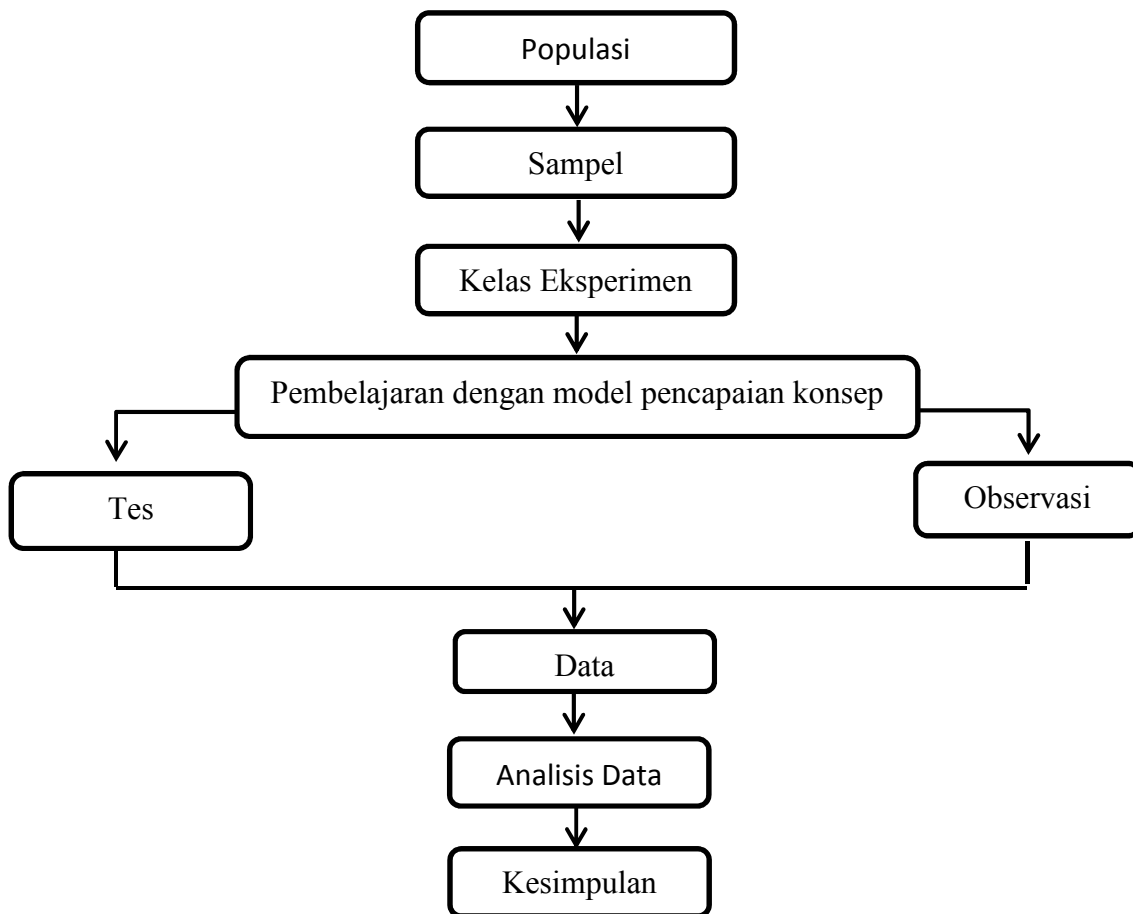 Populasi
Sampel
Kelas Eksperimen
Pembelajaran dengan model pencapaian konsep
Tes
Observasi
Data
Analisis Data
Kesimpulan